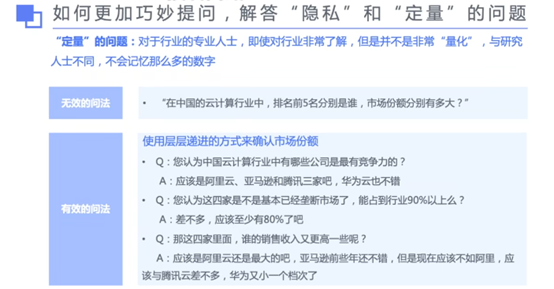 如何更加巧妙提问，解答“隐私”和“定量”的问题
“定量”的问题：对于行业的专业人士，即使对行业非常了解，但是并不是非常“量化”，与研究
人士不同，不会记忆那么多的数字
无效的问法
• “在中国的云计算行业中，排名前5名分别是谁，市场份额分别有多大？”
有效的问法
使用层层递进的方式来确认市场份额
• Q：您认为中国云计算行业中有哪些公司是最有竞争力的？
A：应该是阿里云、亚马逊和腾讯三家吧，华为云也不错
• Q：您认为这四家是不是基本已经垄断市场了，能占到行业90%以上么？
A：差不多，应该至少有80%了吧
• Q：那这四家里面，谁的销售收入又更高一些呢？
A：应该是阿里云还是最大的吧，亚马逊前些年还不错，但是现在应该不如阿里，应
该与腾讯云差不多，华为又小一个档次了